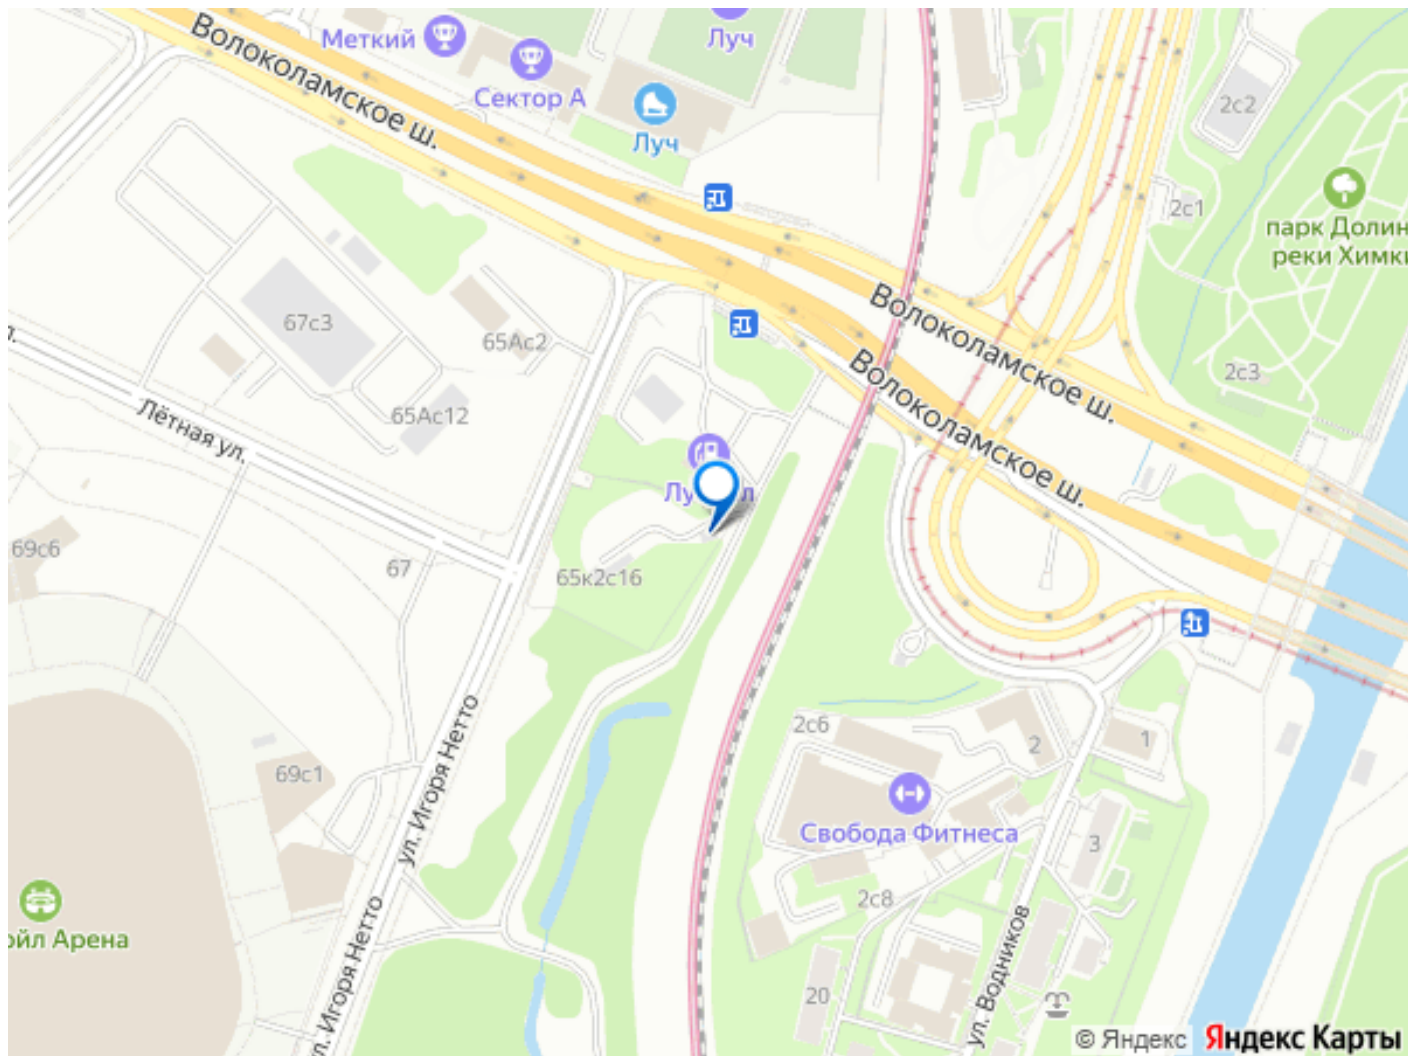 Меткий
Луч
Сектор А
Луч
Волоколамское ш.
2с2
2с1
парк Долин
реки Химки
2с3
67с3
65Ас2
65Ас12
Лётная ул.
Волоколамское ш.
Волоколамское ш.
69с6
67
65к2с16
ул. Игоря Нетто
69с1
2с6
2
1
Свобода Фитнеса
3
2с8
ойл Арена
ул. Игоря Нетто
20
ул. Водников
© Яндекс Яндекс Карты